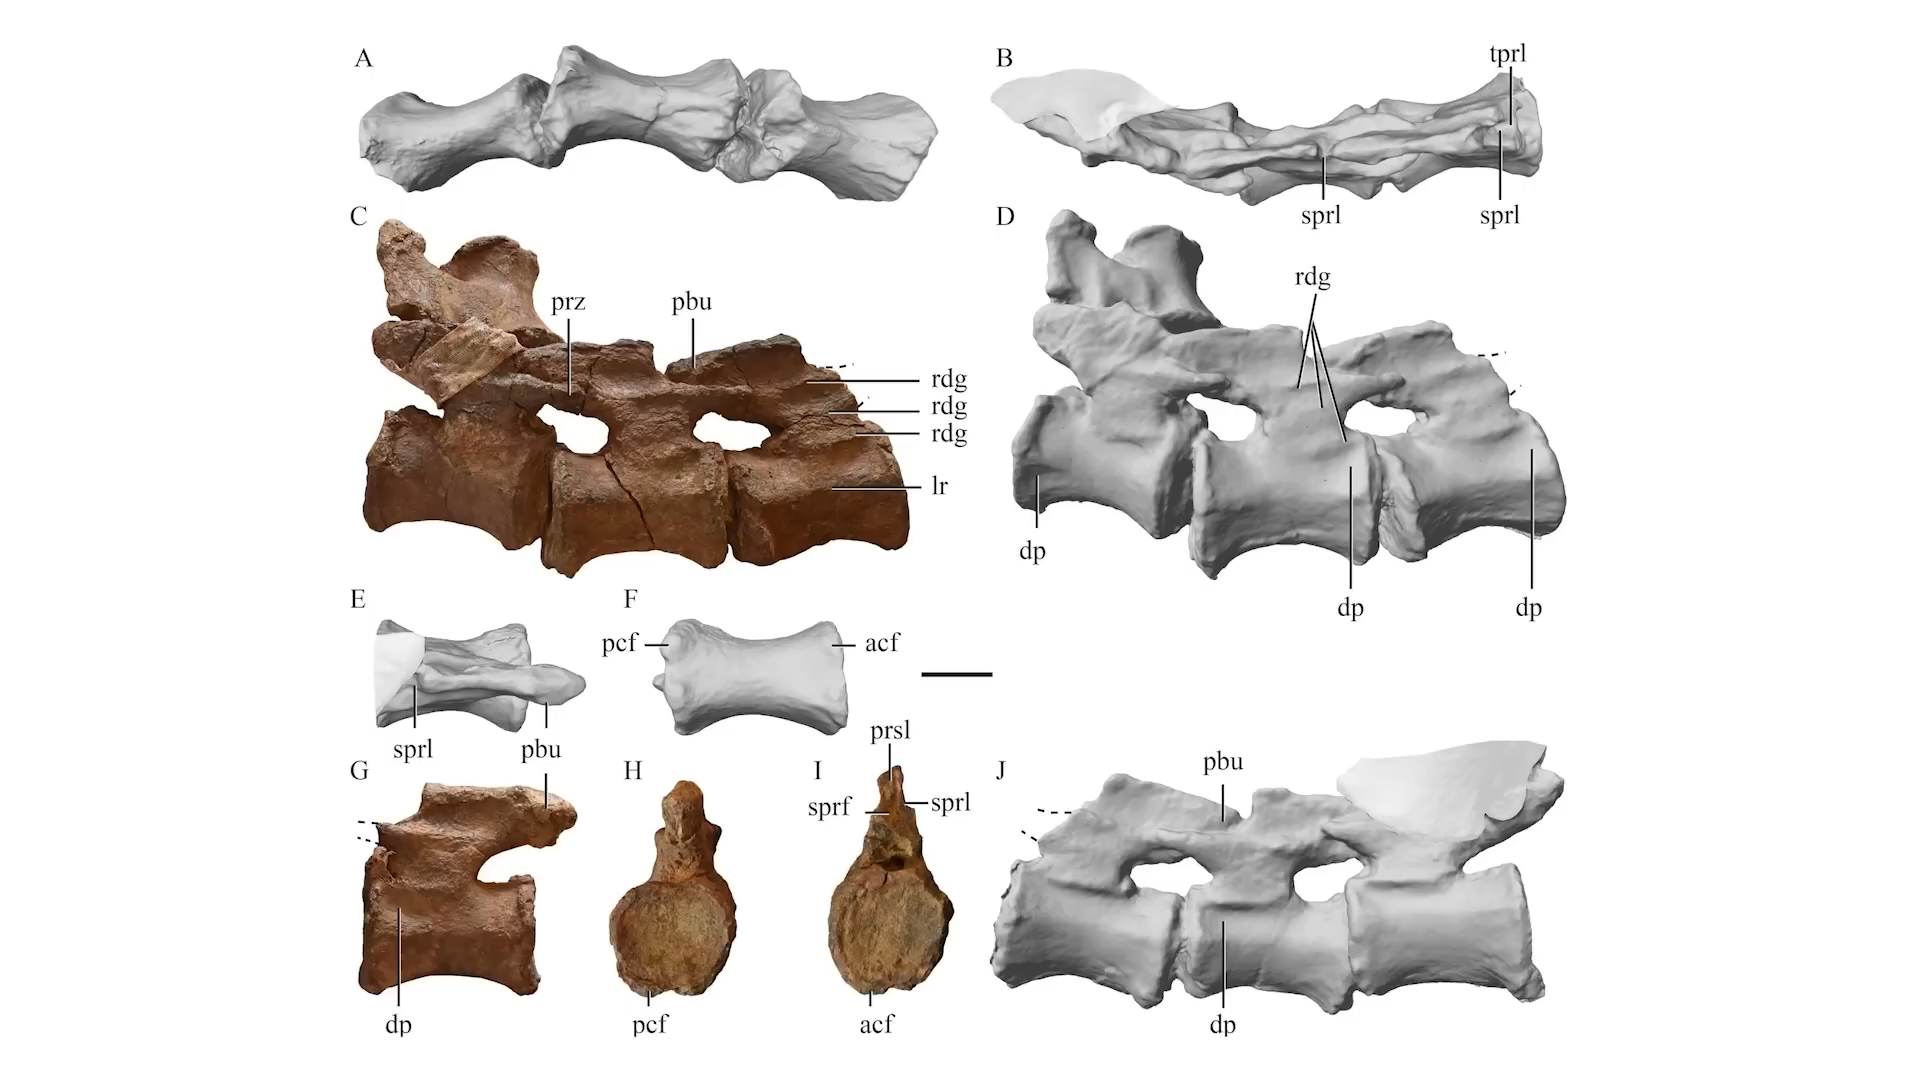 A
B
tprl
sprl
sprl
C
D
prz
pbu
rdg
rdg
rdg
rdg
lr
dp
dp
dp
E
F
pcf
acf
sprl
pbu
prsl
G
H
I
J
pbu
sprf
sprl
dp
pcf
acf
dp